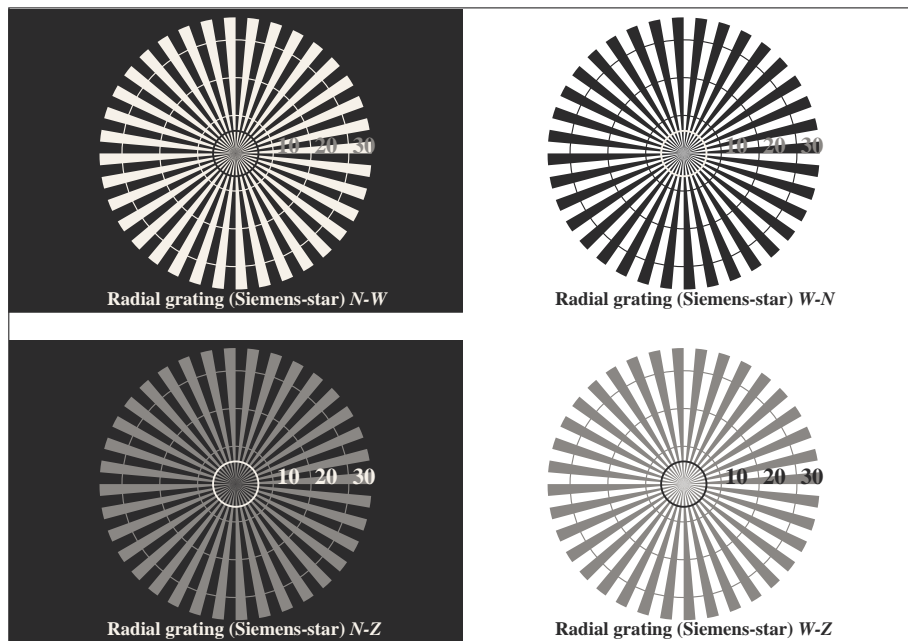 10 20 30
Radial grating (Siemens-star) N-W
10 20 30
Radial grating (Siemens-star) W-N
10 20 30
Radial grating (Siemens-star) N-Z
10 20 30
Radial grating (Siemens-star) W-Z